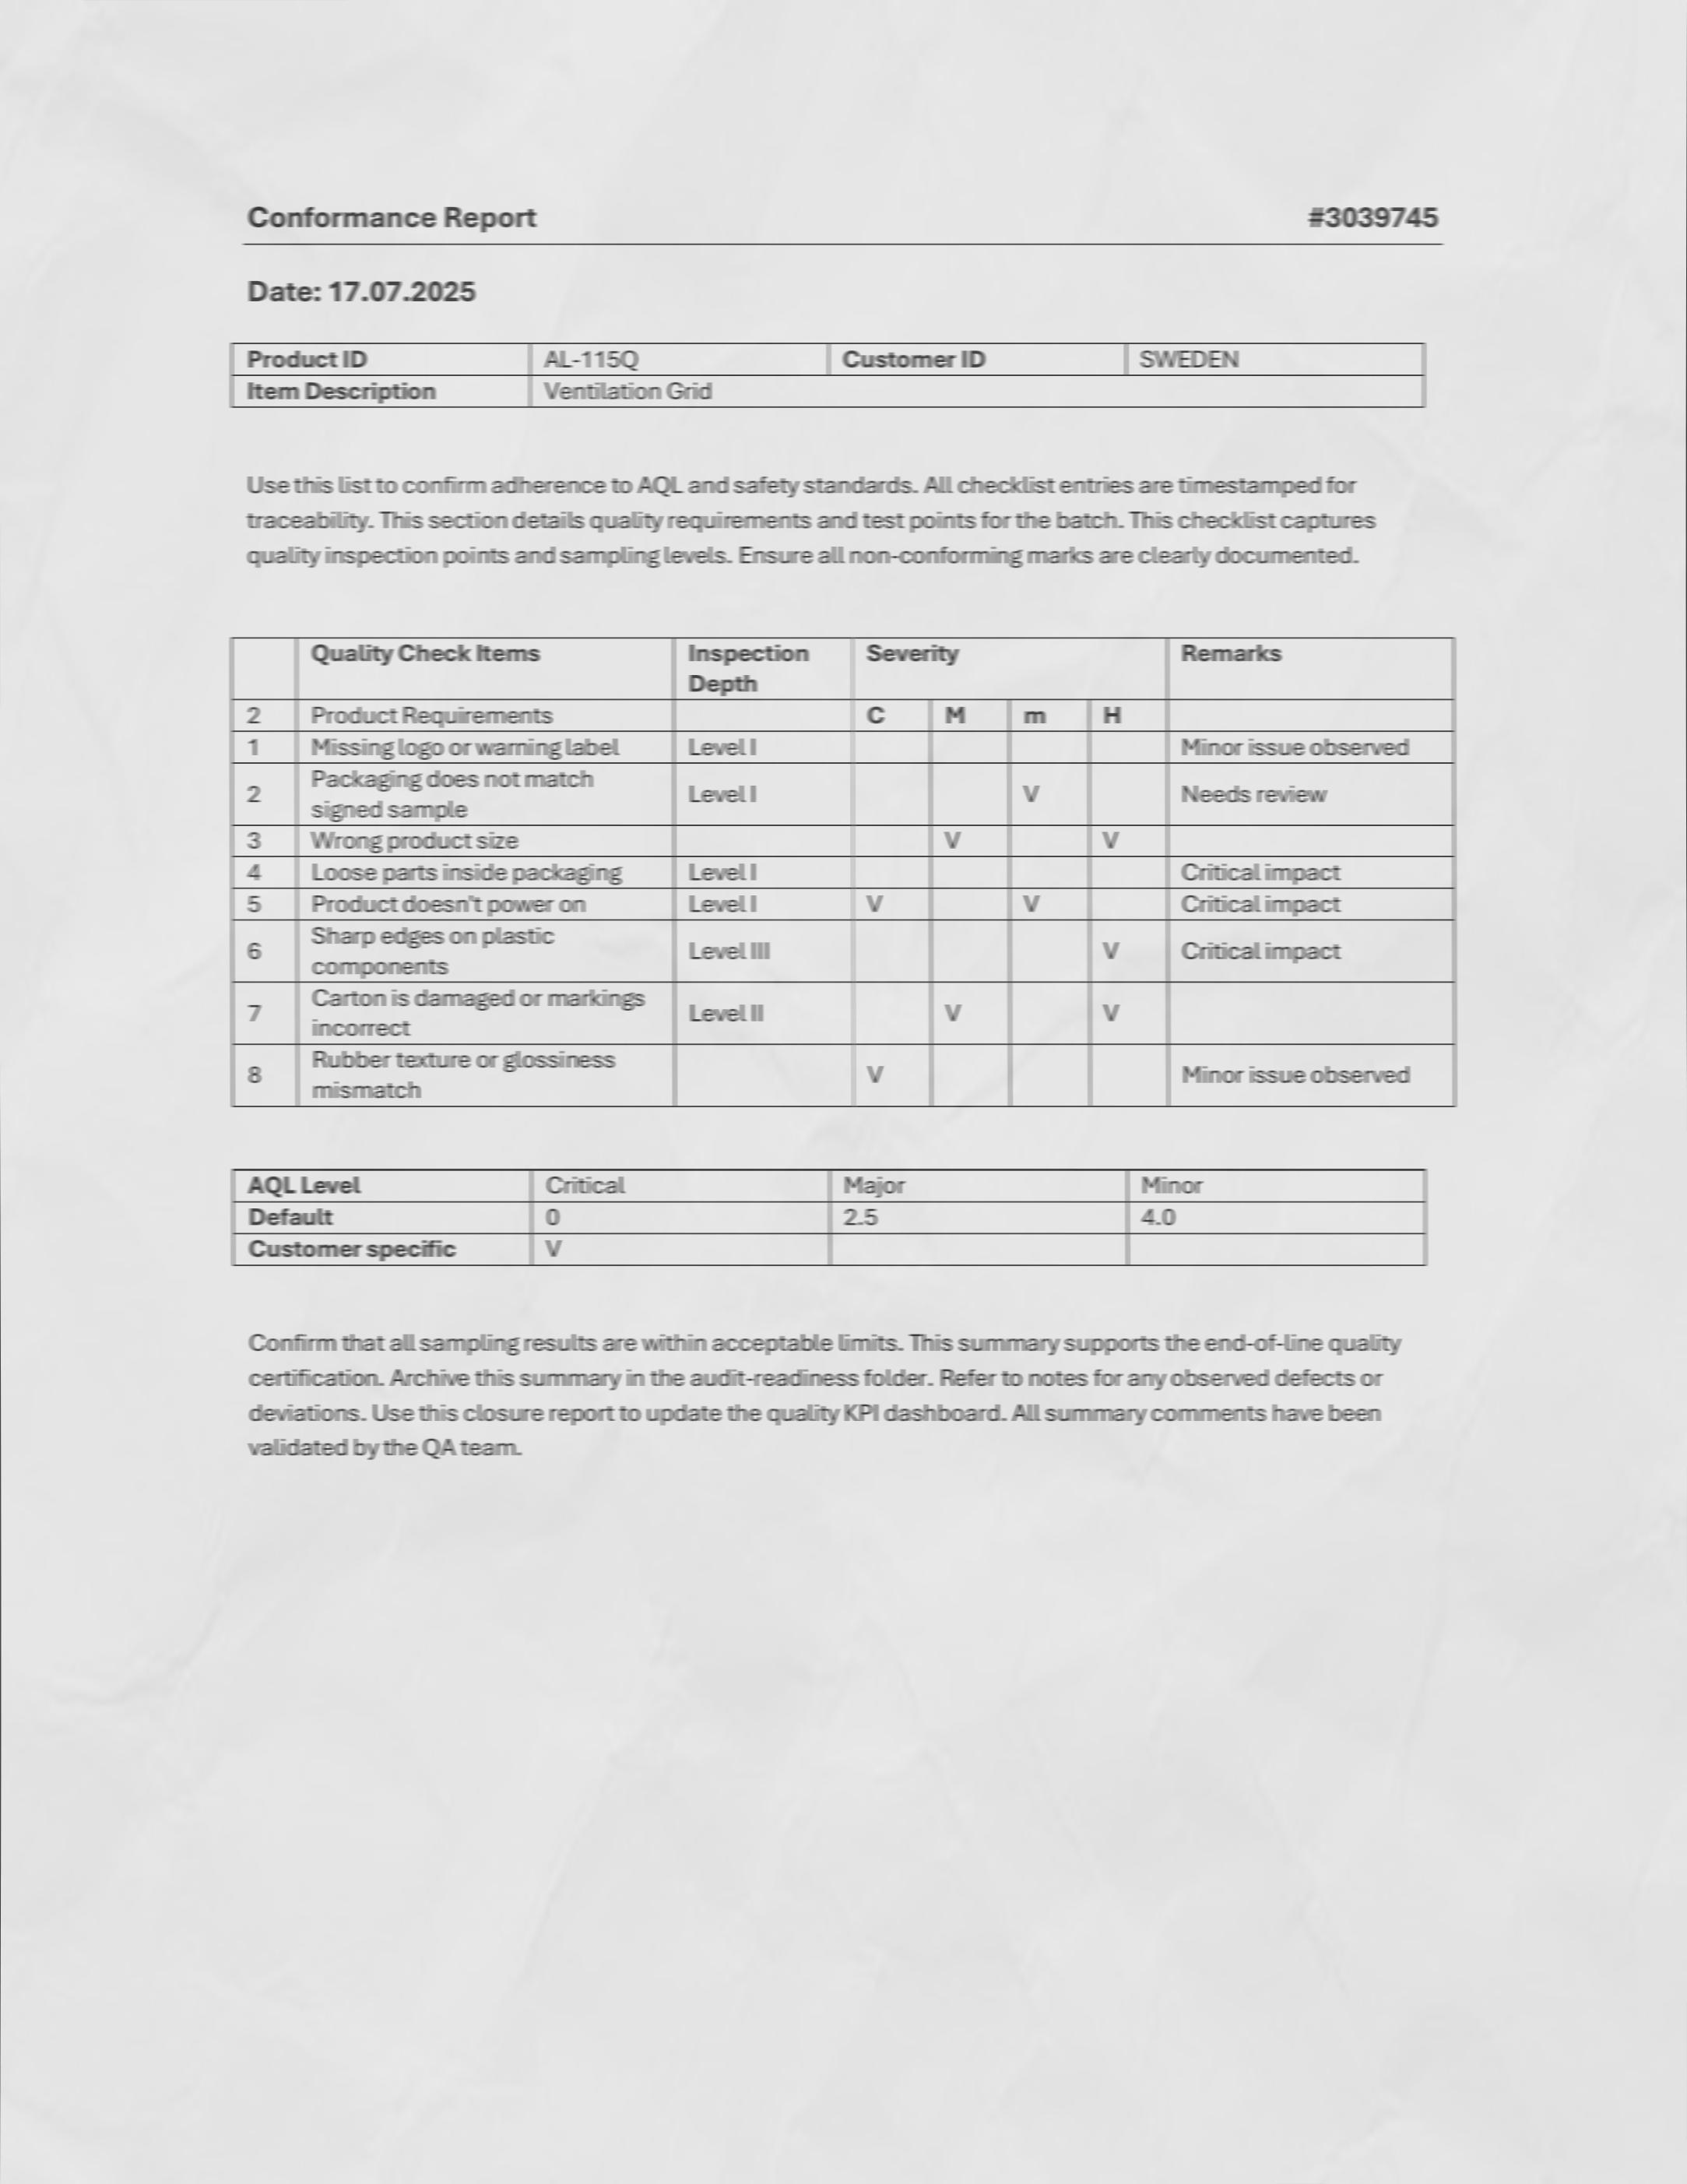 Conformance Report #3039745
Date: 17.07.2025
Product ID AL-115Q Customer ID SWEDEN
Item Description Ventilation Grid
Use this list to confirm adherence to AQL and safety standards. All checklist entries are timestamped for
traceability. This section details quality requirements and test points for the batch. This checklist captures
quality inspection points and sampling levels. Ensure all non-conforming marks are clearly documented.
Quality Check Items Inspection Severity Remarks
Depth
2 Product Requirements C M m H
1 Missing logo or warning label Level I Minor issue observed
Packaging does not match
2 Level I V Needs review
signed sample
3 Wrong product size V V
4 Loose parts inside packaging Level I Critical impact
5 Product doesn't power on Level I V V Critical impact
Sharp edges on plastic
6 Level III V Critical impact
components
Carton is damaged or markings
7 Level II V V
incorrect
Rubber texture or glossiness
8 V Minor issue observed
mismatch
AQL Level Critical Major Minor
Default 0 2.5 4.0
Customer specific V
Confirm that all sampling results are within acceptable limits. This summary supports the end-of-line quality
certification. Archive this summary in the audit-readiness folder. Refer to notes for any observed defects or
deviations. Use this closure report to update the quality KPI dashboard. All summary comments have been
validated by the QA team.